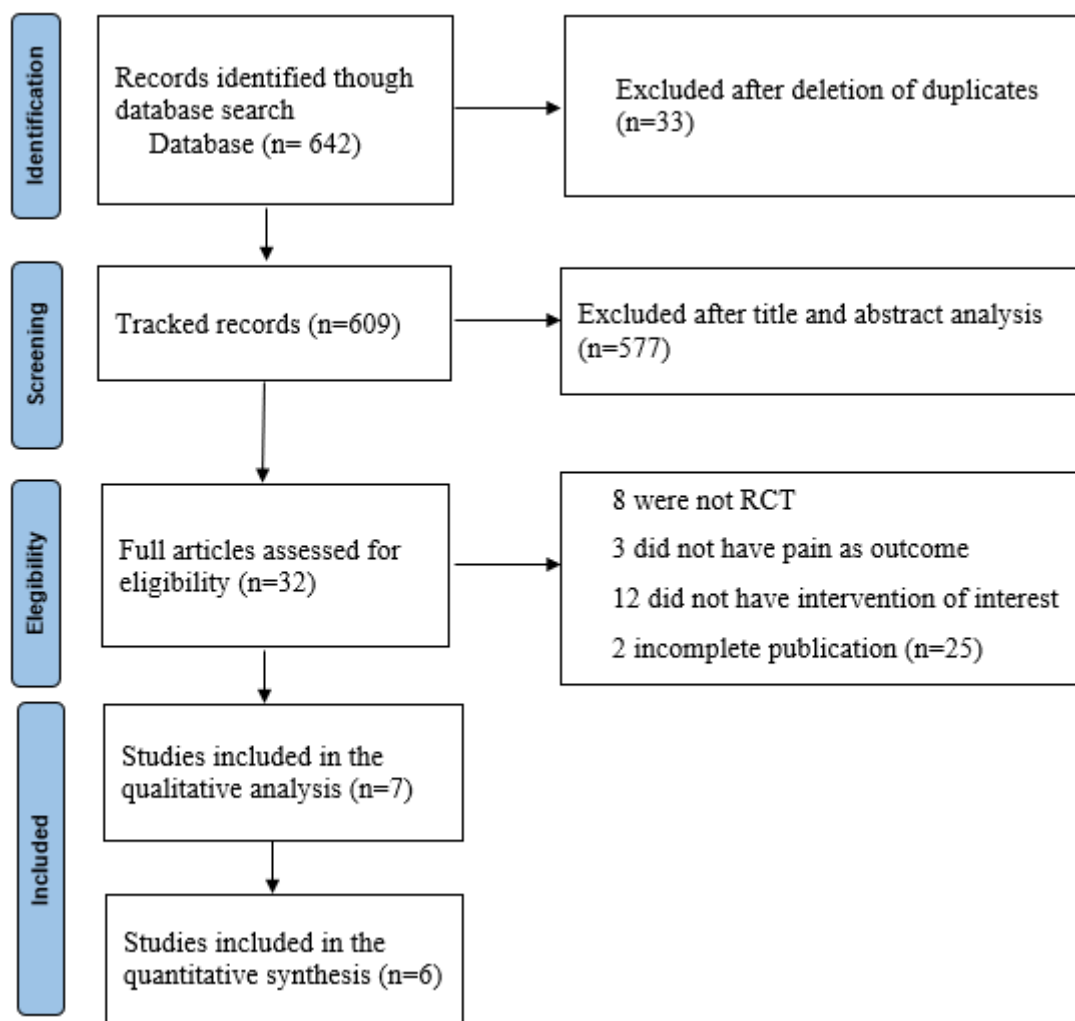 Identification
Records identified though
database search
Database (n= 642)
Excluded after deletion of duplicates
(n=33)
Screening
Tracked records (n=609)
Excluded after title and abstract analysis
(n=577)
Elegibility
Full articles assessed for
eligibility (n=32)
8 were not RCT
3 did not have pain as outcome
12 did not have intervention of interest
2 incomplete publication (n=25)
Included
Studies included in the
qualitative analysis (n=7)
Studies included in the
quantitative synthesis (n=6)